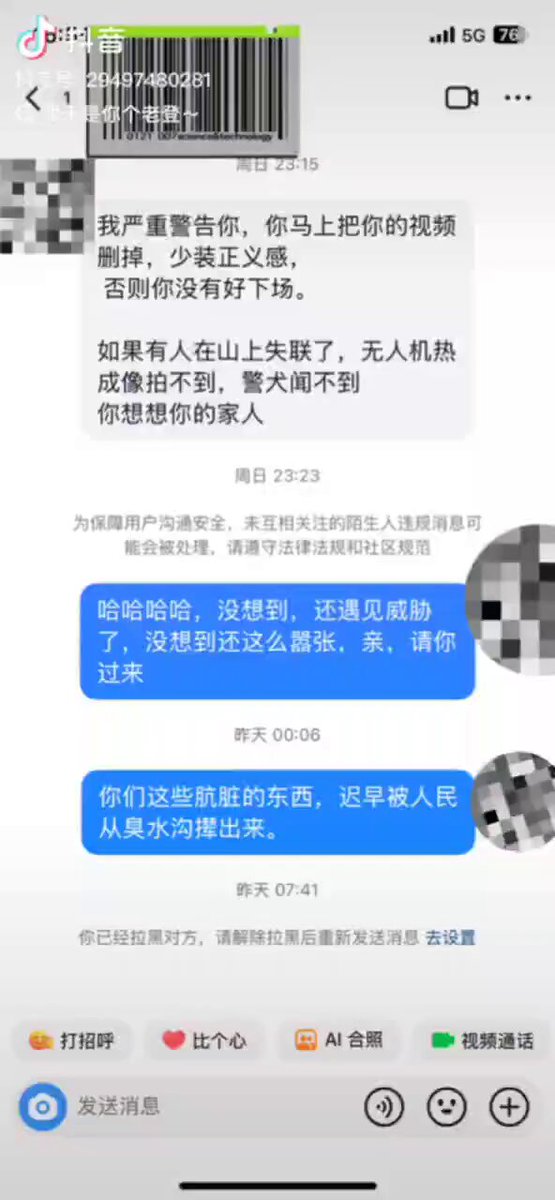 抖音
5G 76
29497480281
1
是你个老登～
0121 007science&technology
周日 23:15
我严重警告你，你马上把你的视频
删掉，少装正义感，
否则你没有好下场。
如果有人在山上失联了，无人机热
成像拍不到，警犬闻不到
你想想你的家人
周日 23:23
为保障用户沟通安全，未互相关注的陌生人违规消息可
能会被处理，请遵守法律法规和社区规范
哈哈哈哈，没想到，还遇见威胁
了，没想到还这么嚣张，亲，请你
过来
昨天 00:06
你们这些肮脏的东西，迟早被人民
从臭水沟撵出来。
昨天 07:41
你已经拉黑对方，请解除拉黑后重新发送消息 去设置
打招呼 比个心 AI 合照 视频通话
发送消息